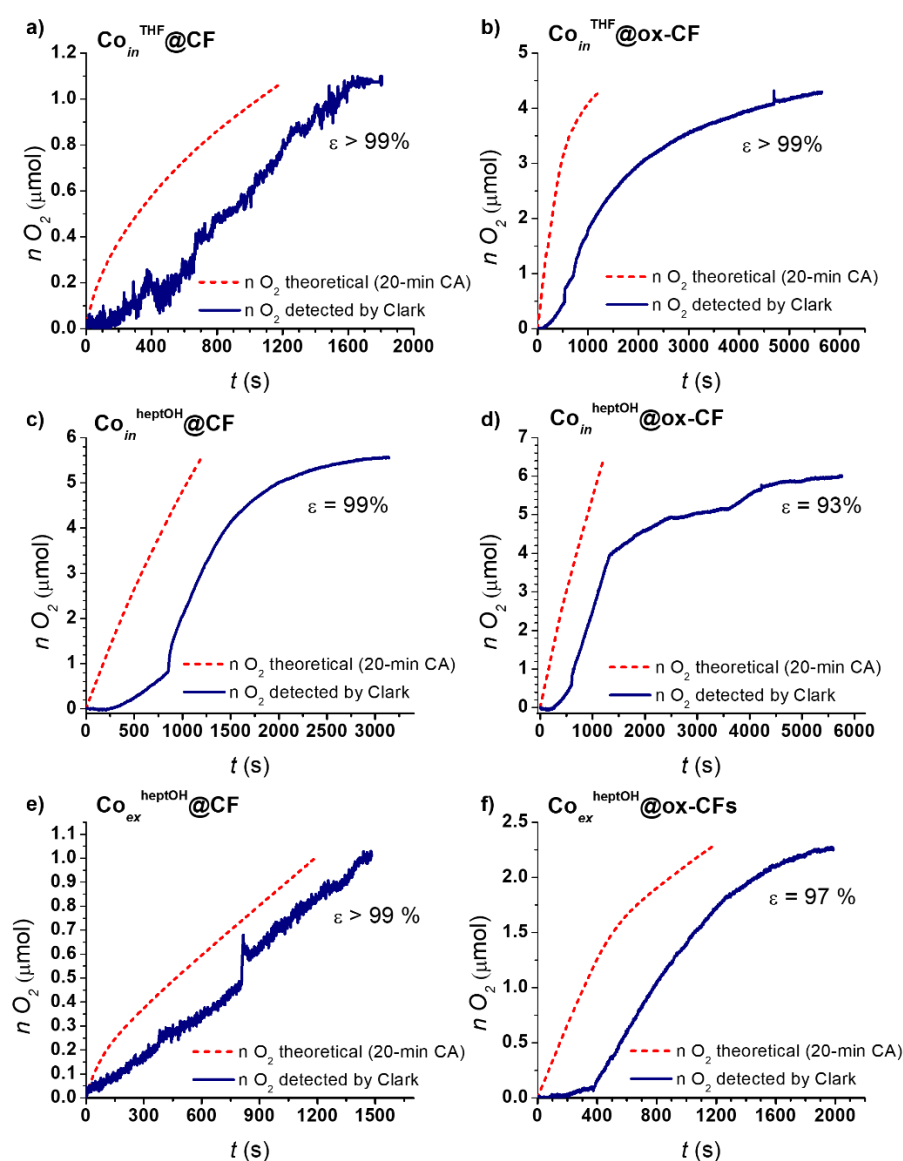 a) Co_in^THF@CF
n O₂ (μmol)
1.2
1.0
0.8
0.6
0.4
0.2
0.0
ε > 99%
n O₂ theoretical (20-min CA)
n O₂ detected by Clark
0 400 800 1200 1600 2000
t (s)
b) Co_in^THF@ox-CF
n O₂ (μmol)
5
4
3
2
1
0
ε > 99%
n O₂ theoretical (20-min CA)
n O₂ detected by Clark
0 1000 2000 3000 4000 5000 6000
t (s)
c) Co_in^heptOH@CF
n O₂ (μmol)
6
5
4
3
2
1
0
ε = 99%
n O₂ theoretical (20-min CA)
n O₂ detected by Clark
0 500 1000 1500 2000 2500 3000
t (s)
d) Co_in^heptOH@ox-CF
n O₂ (μmol)
7
6
5
4
3
2
1
0
ε = 93%
n O₂ theoretical (20-min CA)
n O₂ detected by Clark
0 1000 2000 3000 4000 5000 6000
t (s)
e) Co_ex^heptOH@CF
n O₂ (μmol)
1.1
1.0
0.9
0.8
0.7
0.6
0.5
0.4
0.3
0.2
0.1
0.0
ε > 99 %
n O₂ theoretical (20-min CA)
n O₂ detected by Clark
0 300 600 900 1200 1500
t (s)
f) Co_ex^heptOH@ox-CFs
n O₂ (μmol)
2.5
2.0
1.5
1.0
0.5
0.0
ε = 97 %
n O₂ theoretical (20-min CA)
n O₂ detected by Clark
0 400 800 1200 1600 2000
t (s)